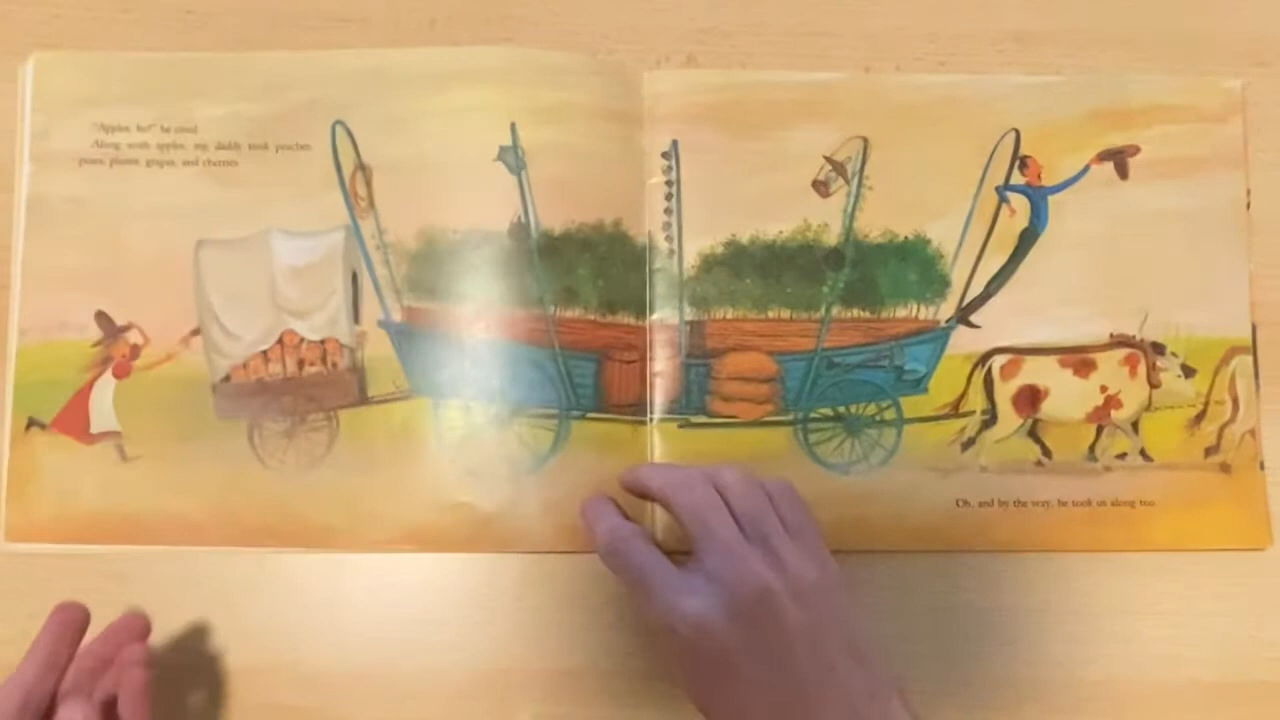 "Apples, ho!" he cried.
Along with apples, my daddy took peaches,
pears, plums, grapes, and cherries.
Oh, and by the way, he took us along too.